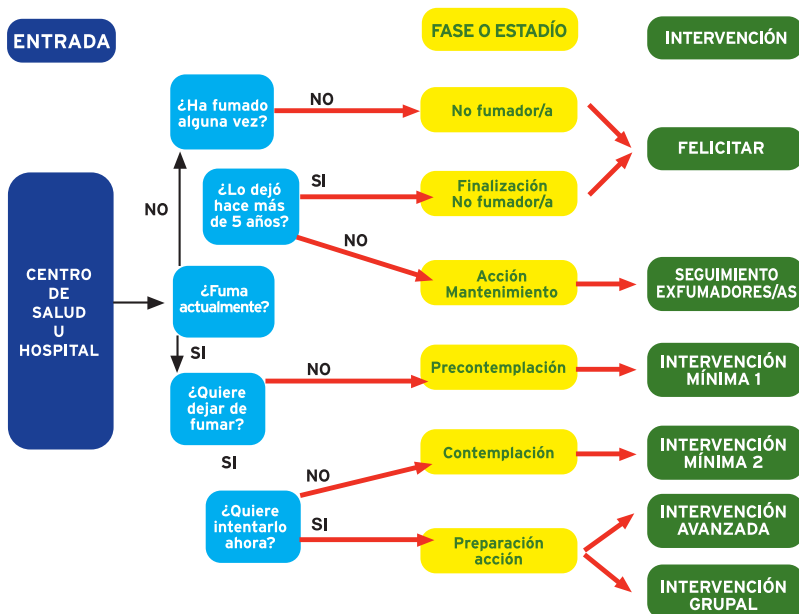 ENTRADA
FASE O ESTADÍO
INTERVENCIÓN
¿Ha fumado
alguna vez?
NO
No fumador/a
FELICITAR
¿Lo dejó
hace más
de 5 años?
SI
Finalización
No fumador/a
NO
NO
CENTRO
DE
SALUD
U
HOSPITAL
¿Fuma
actualmente?
Acción
Mantenimiento
SEGUIMIENTO
EXFUMADORES/AS
SI
¿Quiere
dejar de
fumar?
NO
Precontemplación
INTERVENCIÓN
MÍNIMA 1
SI
NO
Contemplación
INTERVENCIÓN
MÍNIMA 2
¿Quiere
intentarlo
ahora?
SI
Preparación
acción
INTERVENCIÓN
AVANZADA
INTERVENCIÓN
GRUPAL